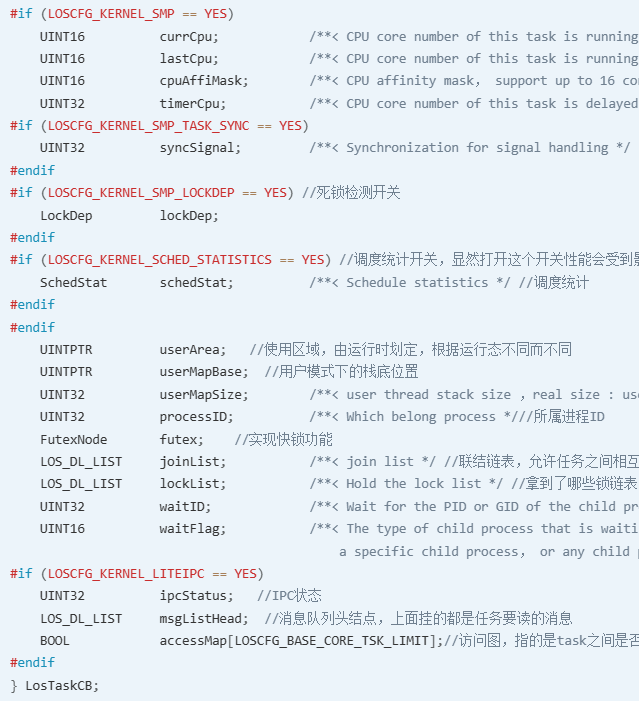 #if (LOSCFG_KERNEL_SMP == YES)
UINT16 currCpu; /**< CPU core number of this task is running
UINT16 lastCpu; /**< CPU core number of this task is running
UINT16 cpuAffiMask; /**< CPU affinity mask, support up to 16 co
UINT32 timerCpu; /**< CPU core number of this task is delayed
#if (LOSCFG_KERNEL_SMP_TASK_SYNC == YES)
UINT32 syncSignal; /**< Synchronization for signal handling */
#endif
#if (LOSCFG_KERNEL_SMP_LOCKDEP == YES) //死锁检测开关
LockDep lockDep;
#endif
#if (LOSCFG_KERNEL_SCHED_STATISTICS == YES) //调度统计开关,显然打开这个开关性能会受到
SchedStat schedStat; /**< Schedule statistics */ //调度统计
#endif
#endif
UINTPTR userArea; //使用区域,由运行时划定,根据运行态不同而不同
UINTPTR userMapBase; //用户模式下的栈底位置
UINT32 userMapSize; /**< user thread stack size ,real size : use
UINT32 processID; /**< Which belong process *///所属进程ID
FutexNode futex; //实现快锁功能
LOS_DL_LIST joinList; /**< join list */ //联结链表,允许任务之间相互
LOS_DL_LIST lockList; /**< Hold the lock list */ //拿到了哪些锁链表
UINT32 waitID; /**< Wait for the PID or GID of the child pr
UINT16 waitFlag; /**< The type of child process that is waiti
a specific child process, or any child p
#if (LOSCFG_KERNEL_LITEIPC == YES)
UINT32 ipcStatus; //IPC状态
LOS_DL_LIST msgListHead; //消息队列头结点,上面挂的都是任务要读的消息
BOOL accessMap[LOSCFG_BASE_CORE_TSK_LIMIT];//访问图,指的是task之间是否
#endif
} LosTaskCB;